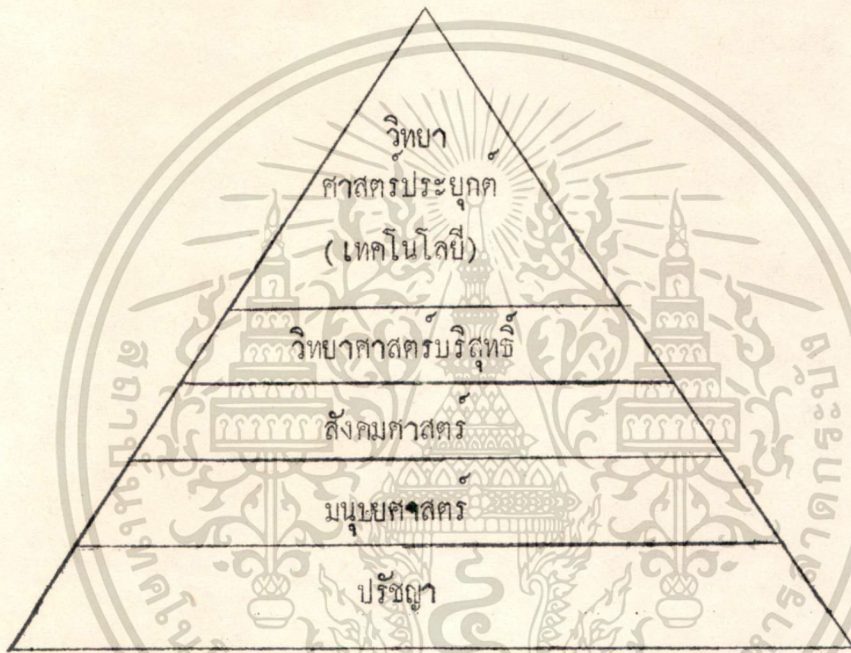 วิทยา
ศาสตร์ประยุกต์
(เทคโนโลยี)
วิทยาศาสตร์บริสุทธิ์
สังคมศาสตร์
มนุษยศาสตร์
ปรัชญา